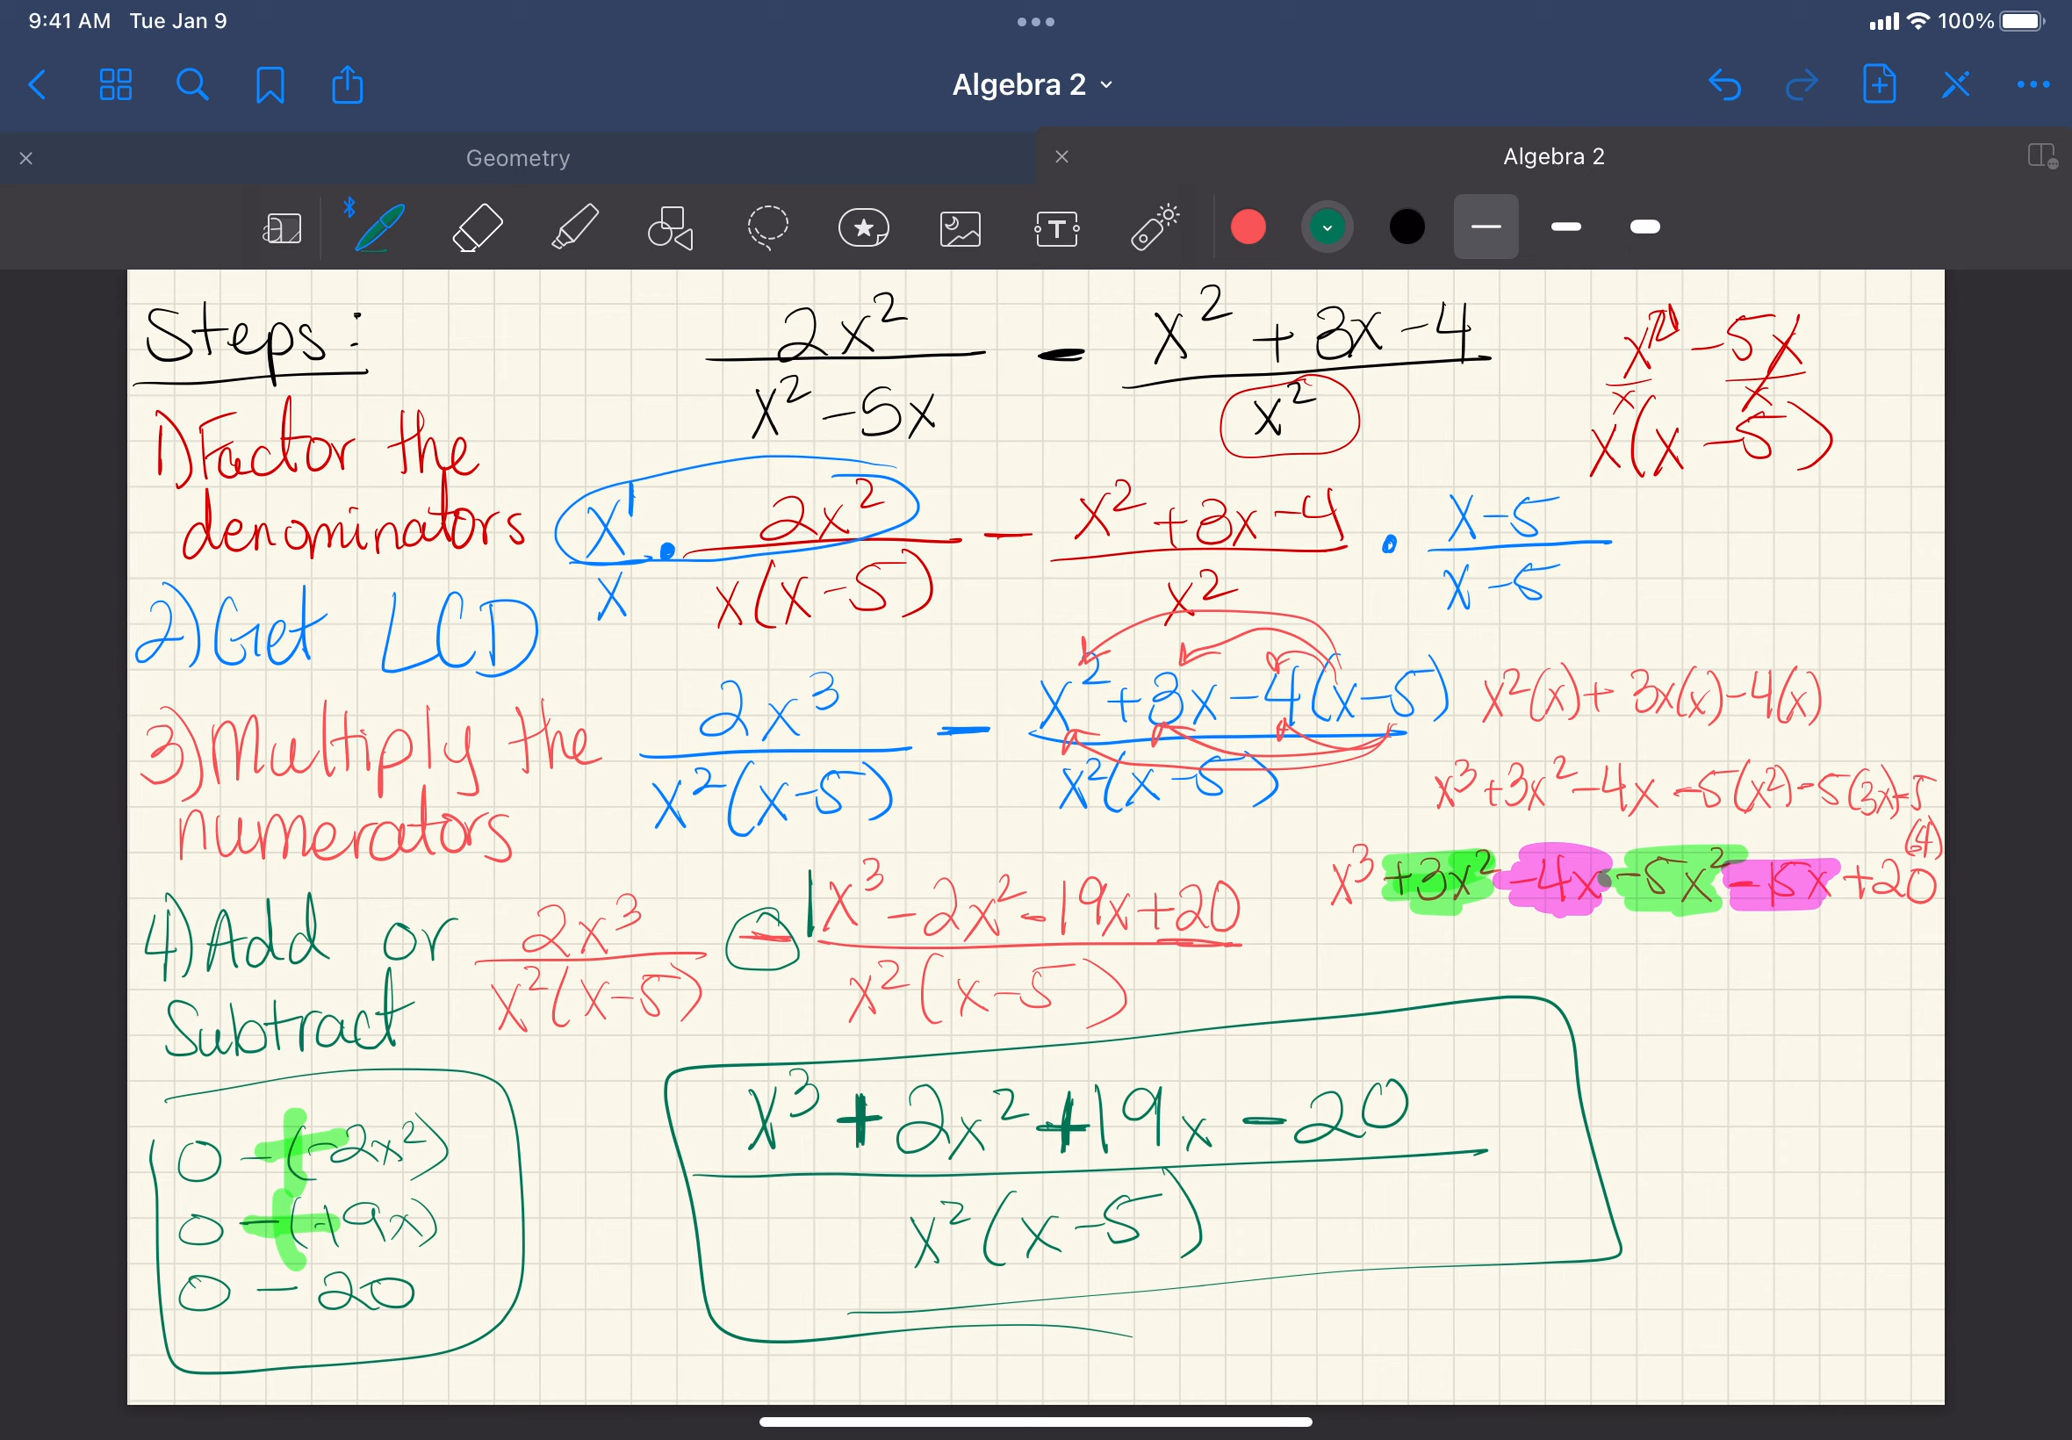 9:41 AM Tue Jan 9 100%
Algebra 2
Geometry Algebra 2
Steps:
2x² / x² - 5x - x² + 3x - 4 / x²
x² - 5x
x x
x(x - 5)
1) Factor the
denominators
x¹/x · 2x² / x(x-5) - x² + 3x - 4 / x² · x-5 / x-5
2) Get LCD
3) Multiply the
numerators
2x³ / x²(x-5) - x² + 3x - 4(x-5) / x²(x-5)
x²(x) + 3x(x) - 4(x)
x³ + 3x² - 4x - 5(x²) - 5(3x) - 5
(4)
x³ + 3x² - 4x - 5x² - 15x + 20
4) Add or
Subtract
2x³ / x²(x-5) - 1x³ - 2x² - 19x + 20 / x²(x-5)
0 - (-2x²)
0 - (-19x)
0 - 20
x³ + 2x² + 19x - 20 / x²(x-5)